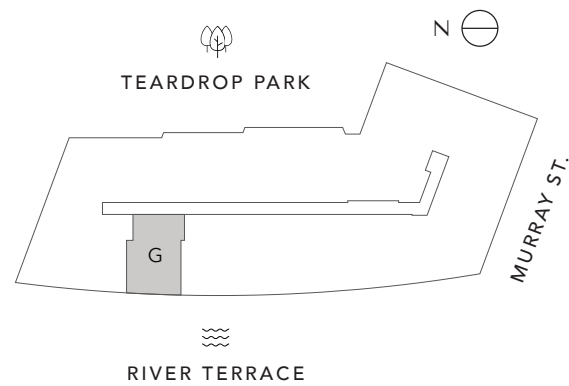 N
TEARDROP PARK
MURRAY ST.
G
RIVER TERRACE